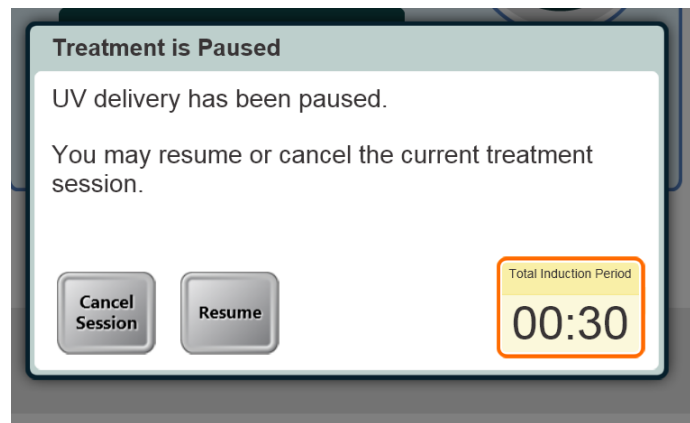 Treatment is Paused
UV delivery has been paused.
You may resume or cancel the current treatment
session.
Cancel
Session
Resume
Total Induction Period
00:30